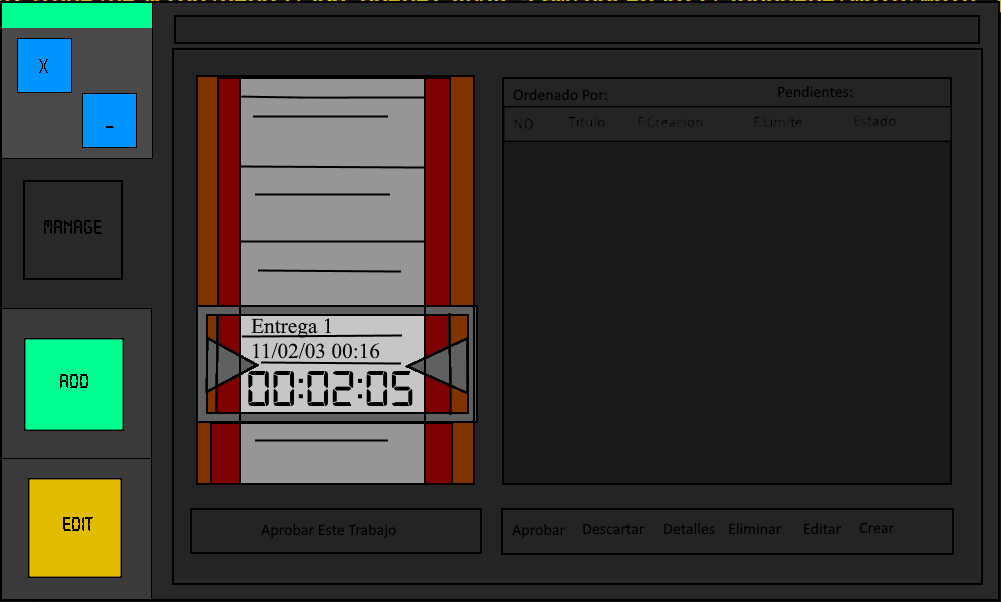 X
-
MANAGE
ADD
EDIT
Entrega 1
11/02/03 00:16
00:02:05
Aprobar Este Trabajo
Ordenado Por: Pendientes:
NO Titulo F.Creacion F.Limite Estado
Aprobar Descartar Detalles Eliminar Editar Crear